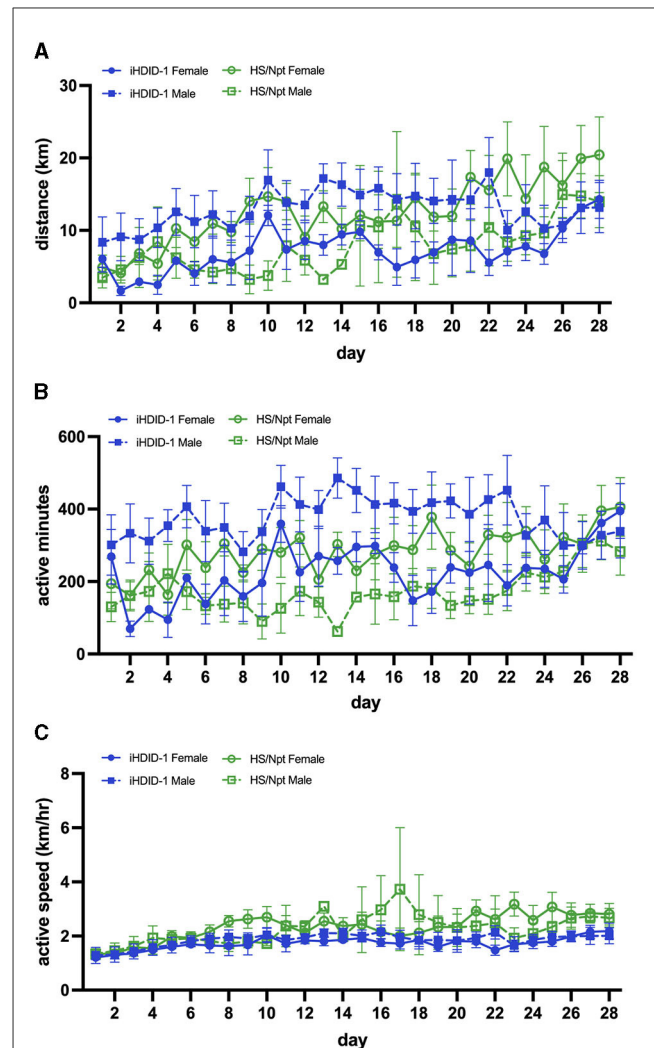 A
iHDID-1 Female HS/Npt Female
iHDID-1 Male HS/Npt Male
30
20
10
0
distance (km)
2 4 6 8 10 12 14 16 18 20 22 24 26 28
day
B
iHDID-1 Female HS/Npt Female
iHDID-1 Male HS/Npt Male
600
400
200
0
active minutes
2 4 6 8 10 12 14 16 18 20 22 24 26 28
day
C
iHDID-1 Female HS/Npt Female
iHDID-1 Male HS/Npt Male
8
6
4
2
0
active speed (km/hr)
2 4 6 8 10 12 14 16 18 20 22 24 26 28
day